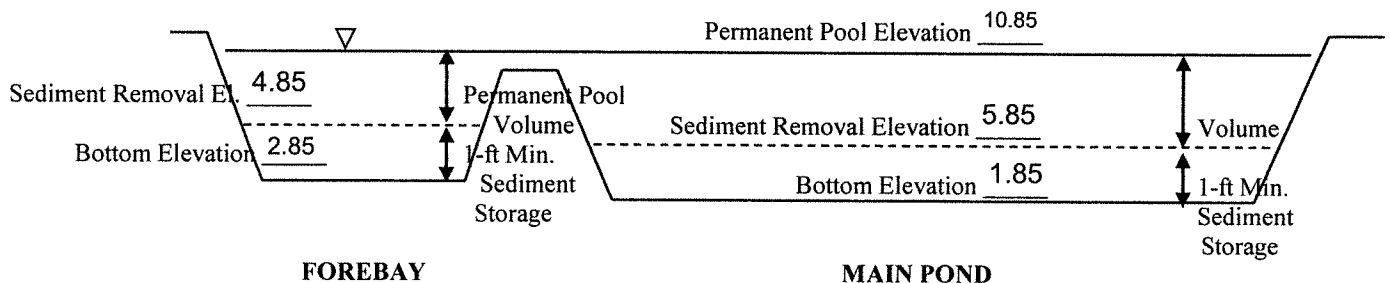 Permanent Pool Elevation 10.85
Sediment Removal El. 4.85
Permanent Pool
Volume
Sediment Removal Elevation 5.85
Volume
Bottom Elevation 2.85
1-ft Min.
Sediment
Storage
Bottom Elevation 1.85
1-ft Min.
Sediment
Storage
FOREBAY
MAIN POND